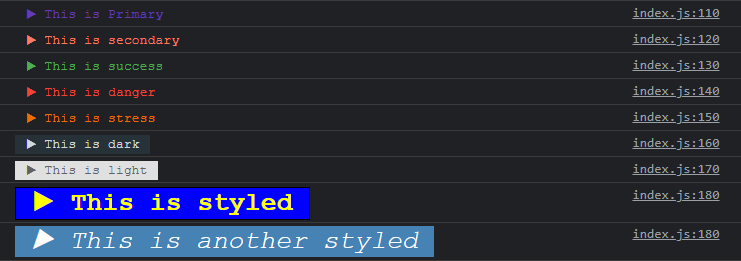 ▶ This is Primary index.js:110
▶ This is secondary index.js:120
▶ This is success index.js:130
▶ This is danger index.js:140
▶ This is stress index.js:150
▶ This is dark index.js:160
▶ This is light index.js:170
▶ This is styled index.js:180
▶ This is another styled index.js:180